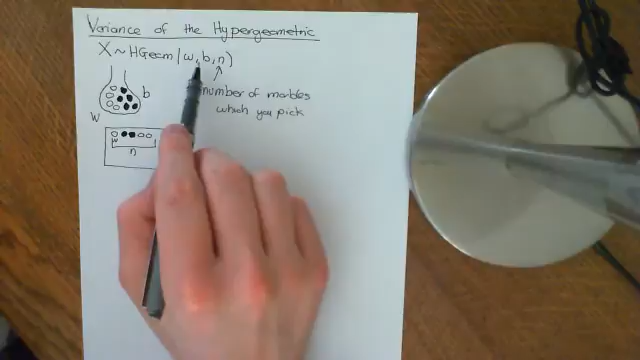 Variance of the Hypergeometric
X ~ HGeom(w,b,n)
number of marbles
which you pick
b
w
n